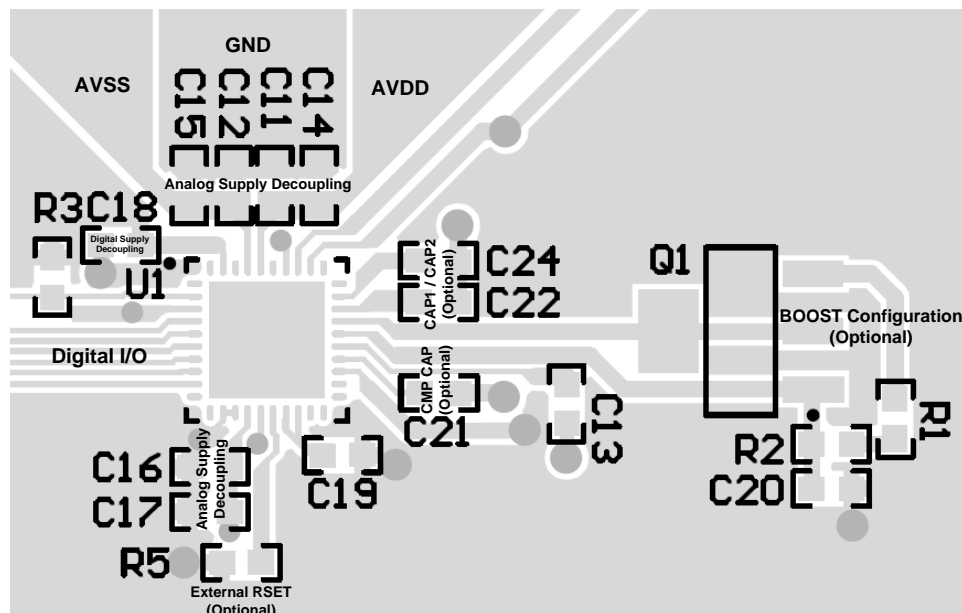 GND
AVSS
AVDD
C15
C12
C11
C14
Analog Supply Decoupling
R3
C18
Digital Supply
Decoupling
U1
CAP1 / CAP2
(Optional)
C24
C22
Q1
BOOST Configuration
(Optional)
Digital I/O
CMP CAP
(Optional)
C21
C13
R1
R2
C20
C16
C17
Analog Supply
Decoupling
C19
R5
External RSET
(Optional)